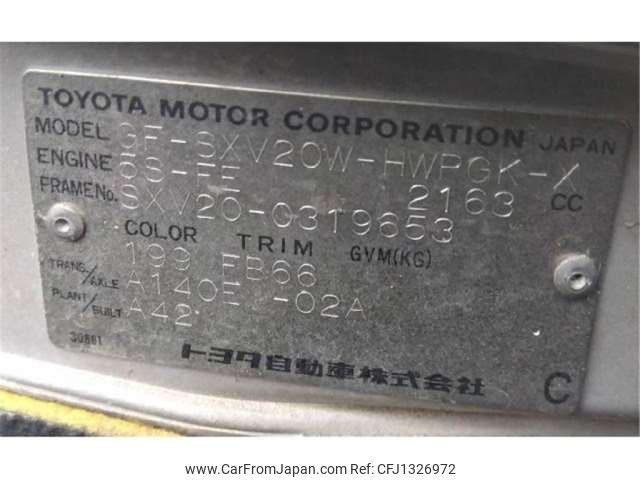 TOYOTA MOTOR CORPORATION JAPAN
MODEL GF-SXV20W-HWPGK-X
ENGINE 5S-FE 2163 CC
FRAME No. SXV20-0319653
COLOR TRIM GVM(KG)
199 FB66
TRANS/AXLE A140E -02A
PLANT/BUILT A42
30881
トヨタ自動車株式会社 C
www.CarFromJapan.com CFJ1326972